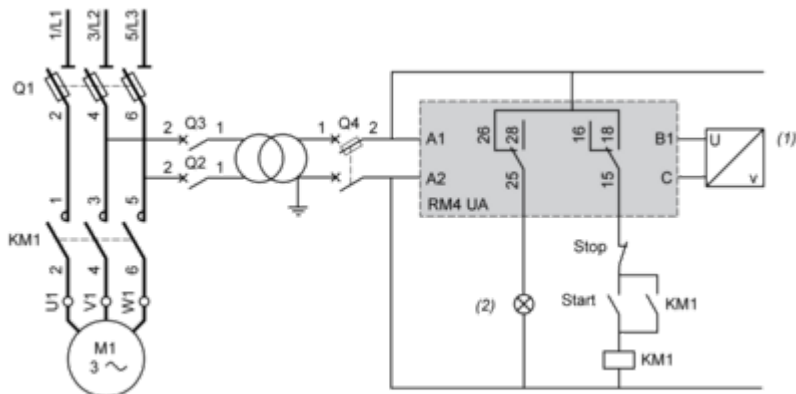 1/L1 3/L2 5/L3
Q1
2 4 6
2 Q3 1
2 Q2 1
1 Q4 2
A1 26 28 16 18 B1 U (1)
A2 25 15 C v
RM4 UA
1 3 5
KM1
2 4 6
U1 V1 W1
M1
3
Stop
(2) Start KM1
KM1